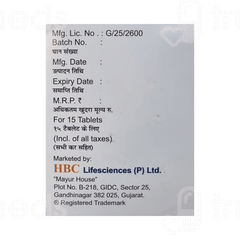 Mfg. Lic. No. : G/25/2600
Batch No. :
घान संख्या
Mfg. Date :
उत्पादन तिथि
Expiry Date :
समाप्ति तिथि
M.R.P. ₹ :
अधिकतम खुदरा मूल्य रु.
For 15 Tablets
१५ टैबलेट के लिए
(Incl. of all taxes).
(सभी कर सहित)
Marketed by:
HBC Lifesciences (P) Ltd.
"Mayur House"
Plot No. B-218, GIDC, Sector 25,
Gandhinagar 382 025, Gujarat.
® Registered Trademark